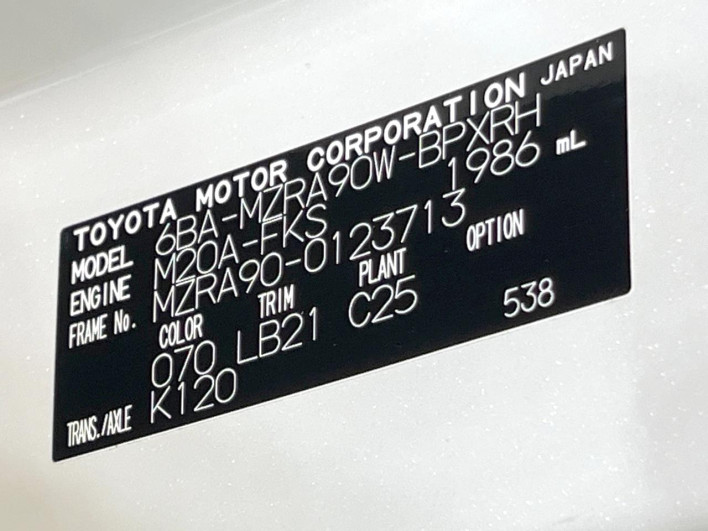 TOYOTA MOTOR CORPORATION JAPAN
MODEL 6BA-MZRA90W-BPXRH
ENGINE M20A-FKS 1986 mL
FRAME No. MZRA90-0123713
COLOR TRIM PLANT OPTION
070 LB21 C25 538
TRANS./AXLE K120